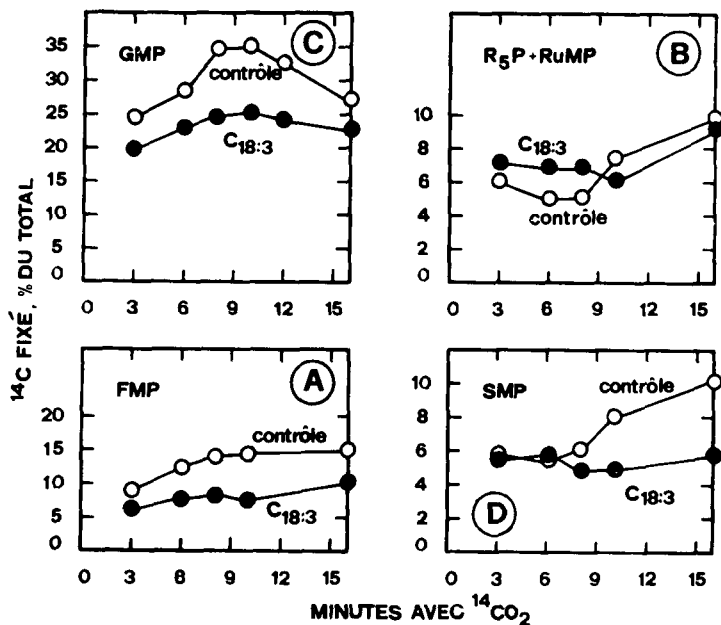 ¹⁴C FIXÉ, % DU TOTAL
GMP
C
contrôle
C₁₈:₃
35
30
25
20
15
10
5
0
0 3 6 9 12 15
R₅P+RuMP
B
C₁₈:₃
contrôle
10
8
6
4
2
0
0 3 6 9 12 15
FMP
A
contrôle
C₁₈:₃
20
15
10
5
0
0 3 6 9 12 15
SMP
contrôle
C₁₈:₃
D
10
8
6
4
2
0
0 3 6 9 12 15
MINUTES AVEC ¹⁴CO₂